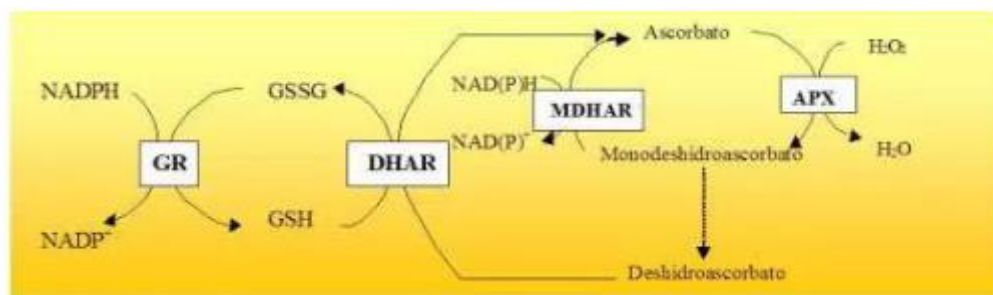 Ascorbato
H₂O₂
NADPH
GSSG
NAD(P)H
MDHAR
APX
NAD(P)⁺
Monodeshidroascorbato
H₂O
GR
DHAR
GSH
NADP⁺
Deshidroascorbato